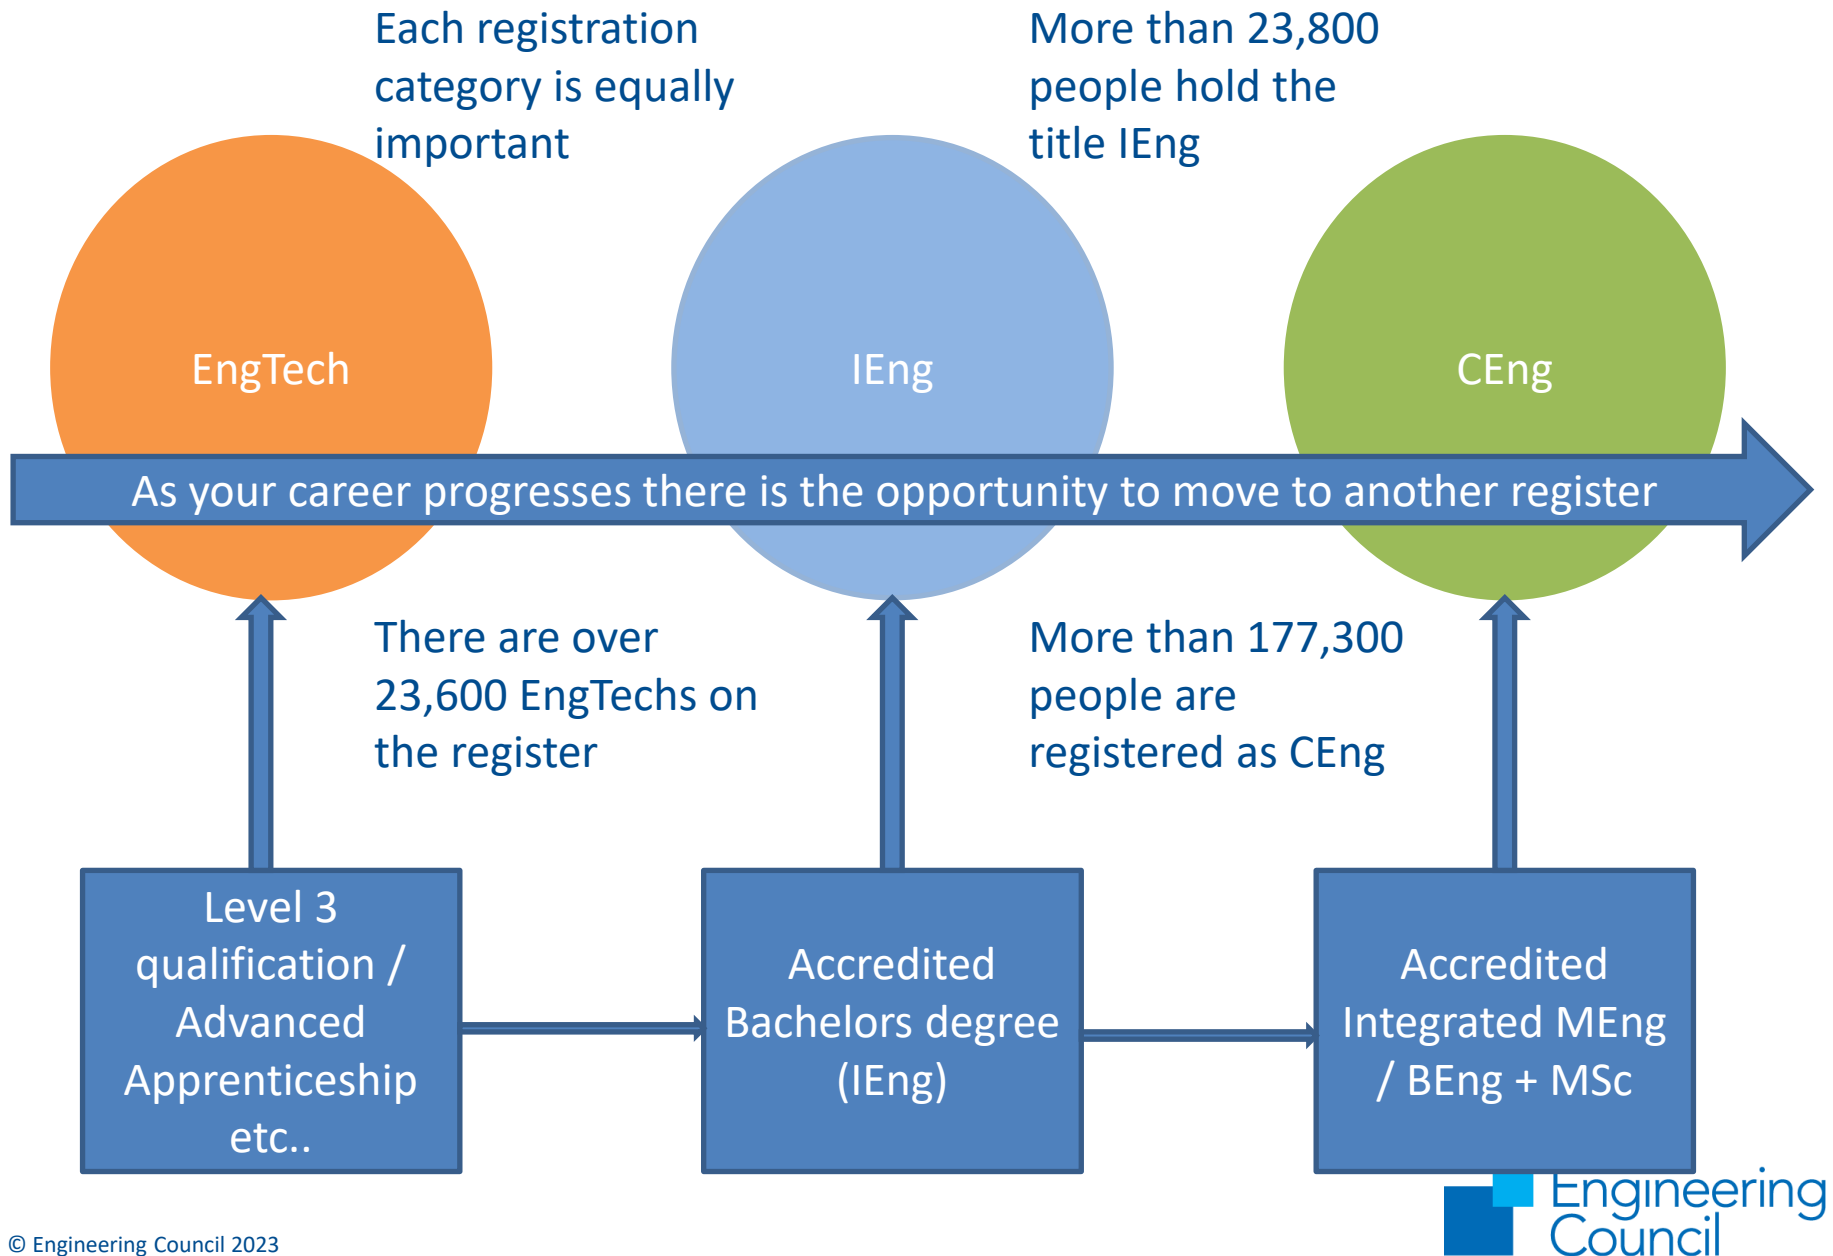 Each registration
category is equally
important
More than 23,800
people hold the
title IEng
EngTech
IEng
CEng
As your career progresses there is the opportunity to move to another register
There are over
23,600 EngTechs on
the register
More than 177,300
people are
registered as CEng
Level 3
qualification /
Advanced
Apprenticeship
etc..
Accredited
Bachelors degree
(IEng)
Accredited
Integrated MEng
/ BEng + MSc
Engineering
Council
© Engineering Council 2023